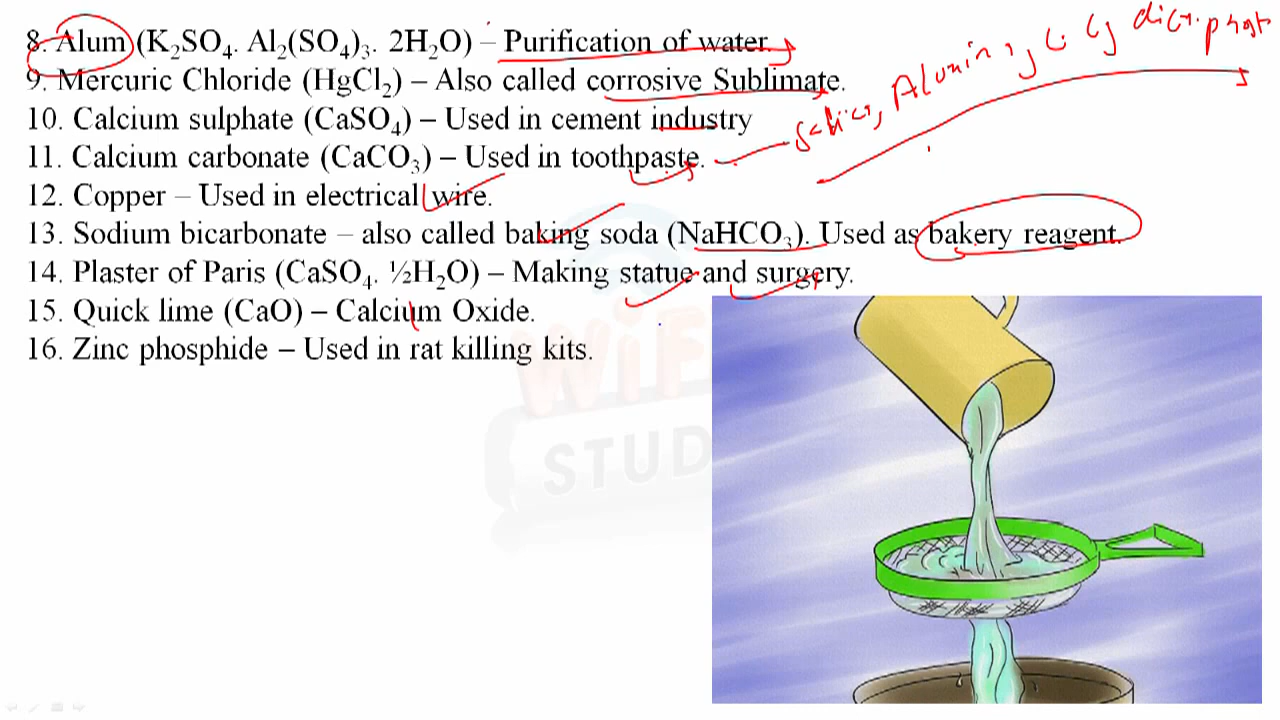 8. Alum (K₂SO₄. Al₂(SO₄)₃. 2H₂O) – Purification of water.
9. Mercuric Chloride (HgCl₂) – Also called corrosive Sublimate.
10. Calcium sulphate (CaSO₄) – Used in cement industry
11. Calcium carbonate (CaCO₃) – Used in toothpaste.
12. Copper – Used in electrical wire.
13. Sodium bicarbonate – also called baking soda (NaHCO₃). Used as bakery reagent.
14. Plaster of Paris (CaSO₄. ½H₂O) – Making statue and surgery.
15. Quick lime (CaO) – Calcium Oxide.
16. Zinc phosphide – Used in rat killing kits.
WiF
STUD